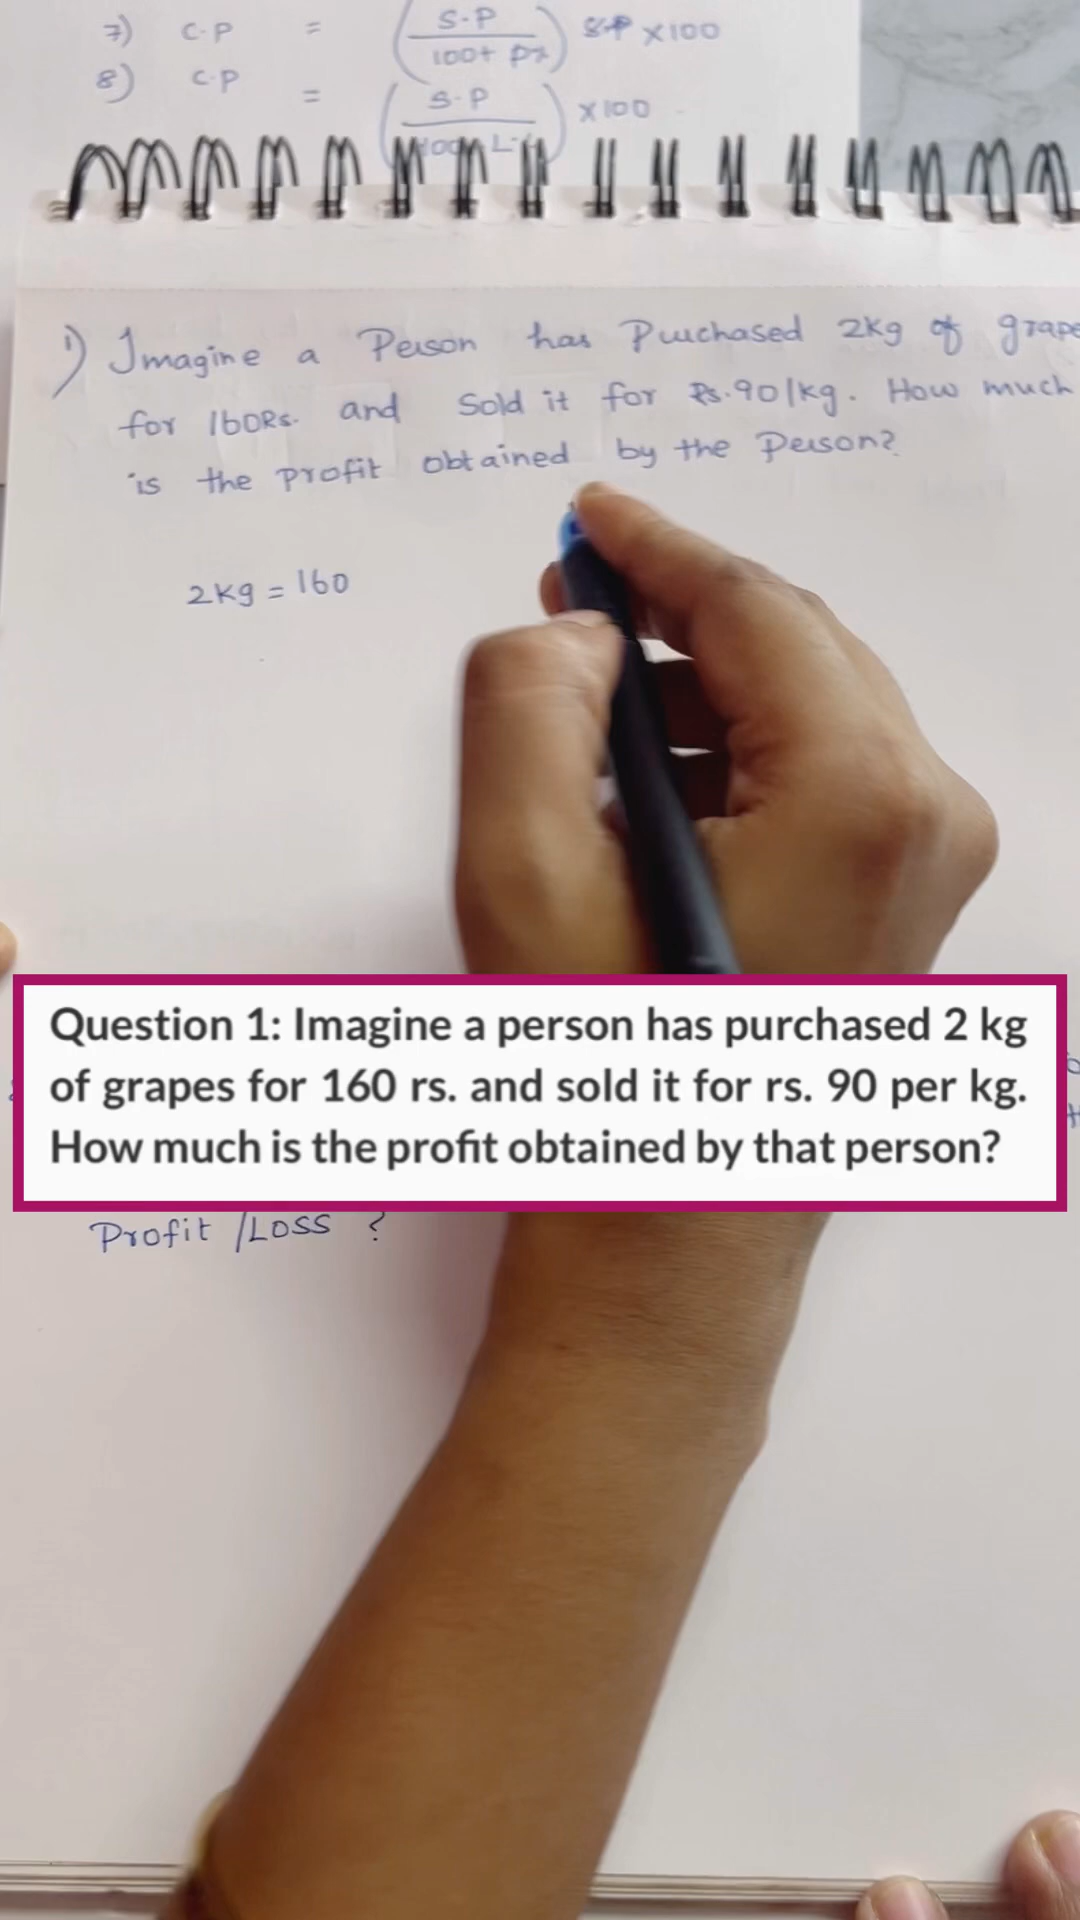 7) C.P = (S.P / 100+ P%) S.P ×100
8) C.P = (S.P / 100- L%) ×100
1) Imagine a Person has Purchased 2Kg of grape
for 160Rs. and Sold it for Rs.90/kg. How much
is the Profit obtained by the Person?
2Kg = 160
Question 1: Imagine a person has purchased 2 kg
of grapes for 160 rs. and sold it for rs. 90 per kg.
How much is the profit obtained by that person?
Profit /Loss ?